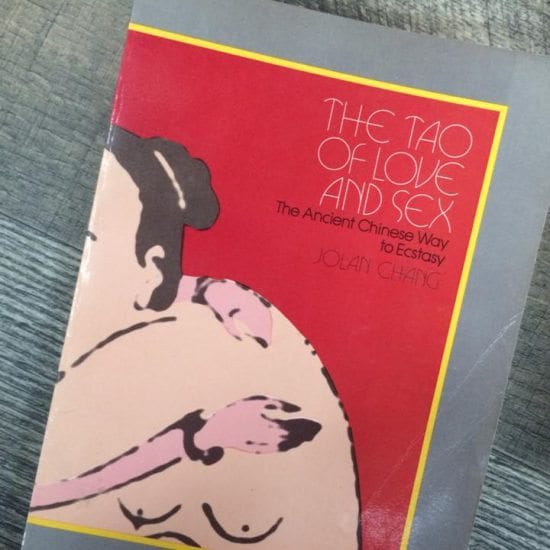 THE TAO
OF LOVE
AND SEX
The Ancient Chinese Way
to Ecstasy
JOLAN CHANG